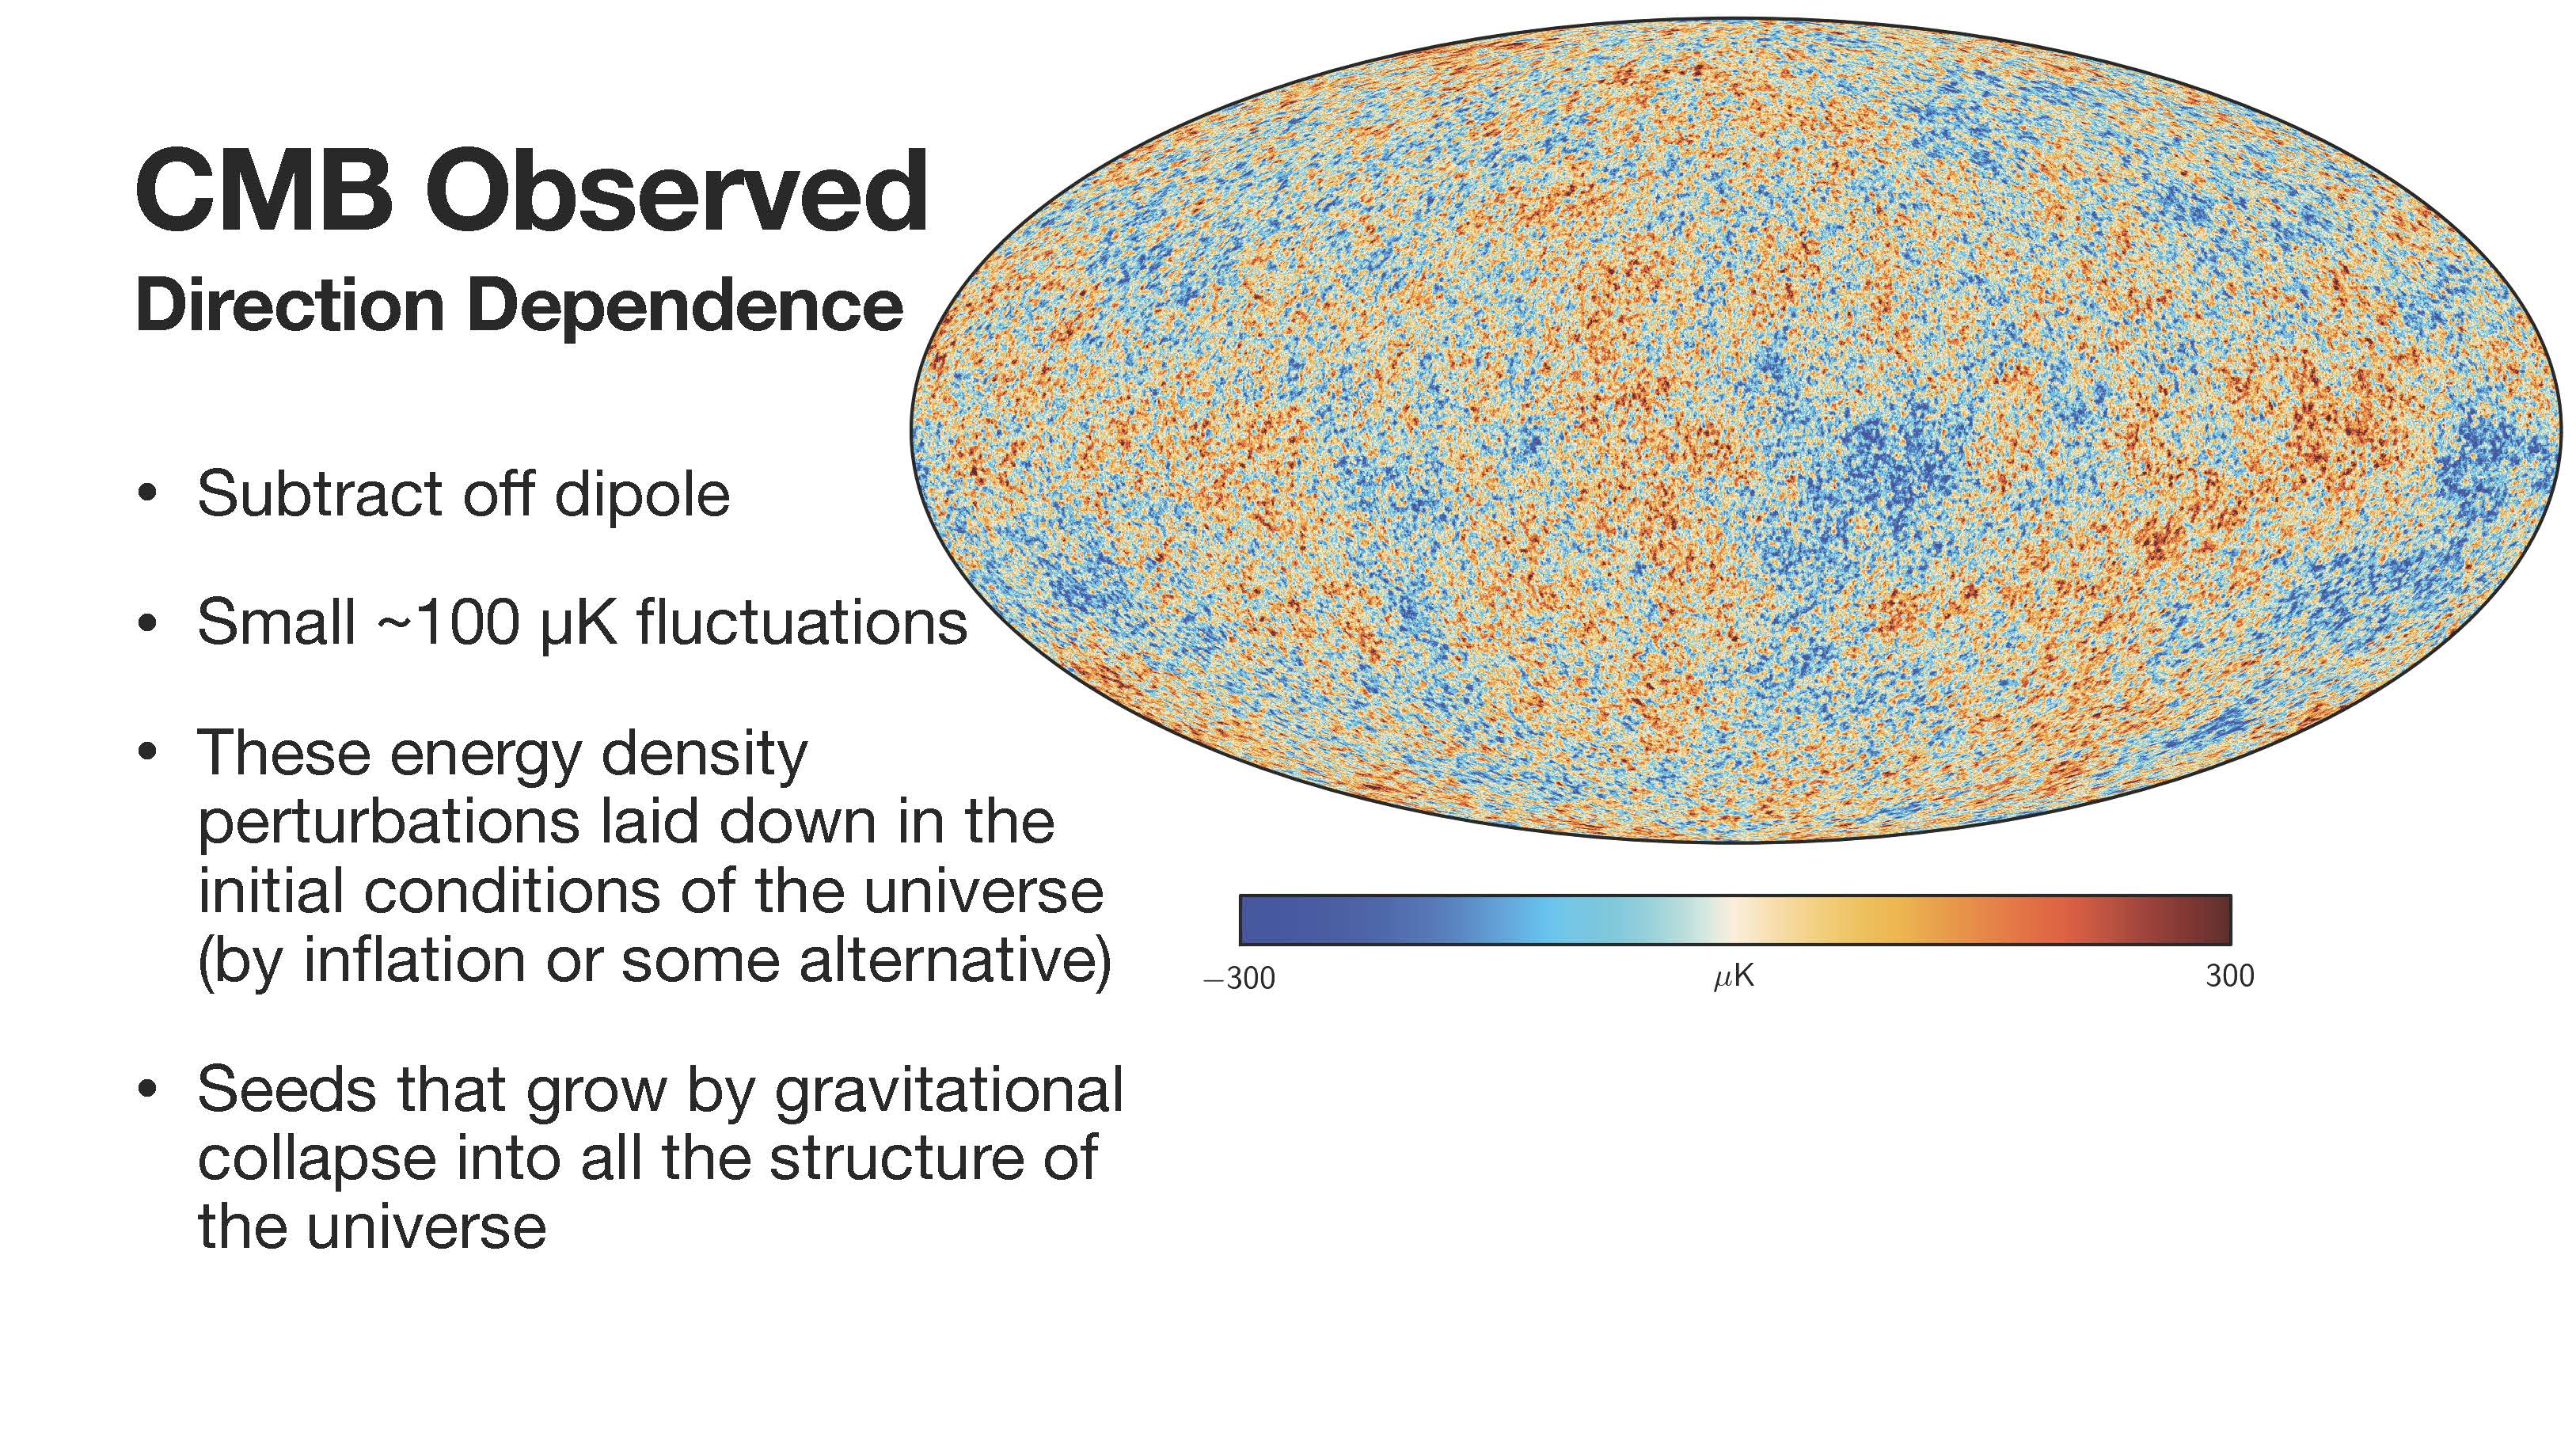 CMB Observed
Direction Dependence
• Subtract off dipole
• Small ~100 µK fluctuations
• These energy density
perturbations laid down in the
initial conditions of the universe
(by inflation or some alternative)
• Seeds that grow by gravitational
collapse into all the structure of
the universe
−300 μK 300